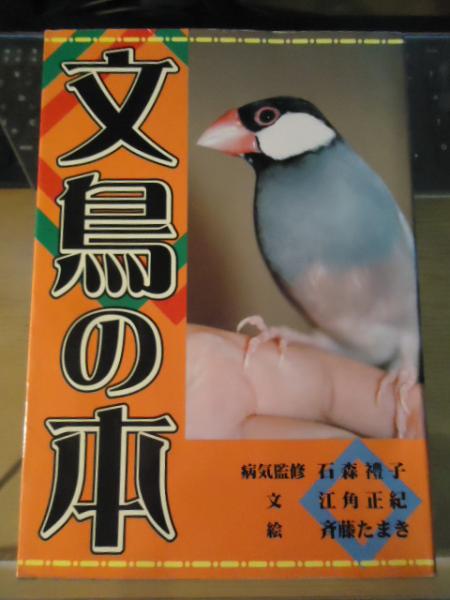 文鳥の本
病気監修 石森禮子
文 江角正紀
絵 斉藤たまき